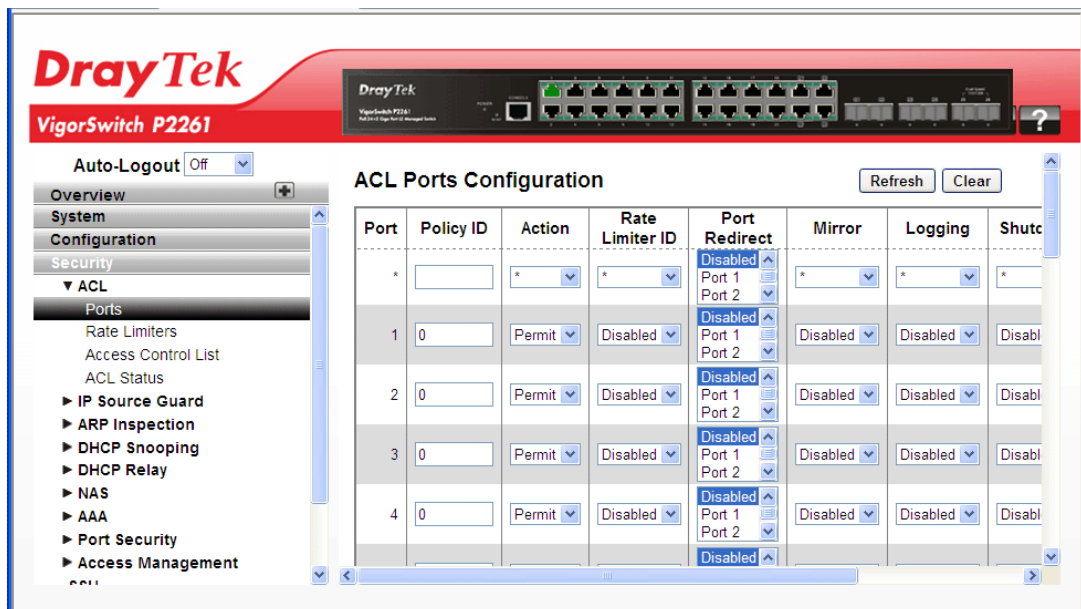 DrayTek
VigorSwitch P2261
DrayTek
VigorSwitch P2261
?
Auto-Logout Off
Overview
System
Configuration
Security
▼ ACL
Ports
Rate Limiters
Access Control List
ACL Status
► IP Source Guard
► ARP Inspection
► DHCP Snooping
► DHCP Relay
► NAS
► AAA
► Port Security
► Access Management
ACL Ports Configuration
Refresh Clear
Port Policy ID Action Rate Limiter ID Port Redirect Mirror Logging Shutd
* * * Disabled Port 1 Port 2 * * *
1 0 Permit Disabled Disabled Port 1 Port 2 Disabled Disabled Disabl
2 0 Permit Disabled Disabled Port 1 Port 2 Disabled Disabled Disabl
3 0 Permit Disabled Disabled Port 1 Port 2 Disabled Disabled Disabl
4 0 Permit Disabled Disabled Port 1 Port 2 Disabled Disabled Disabl
Disabled